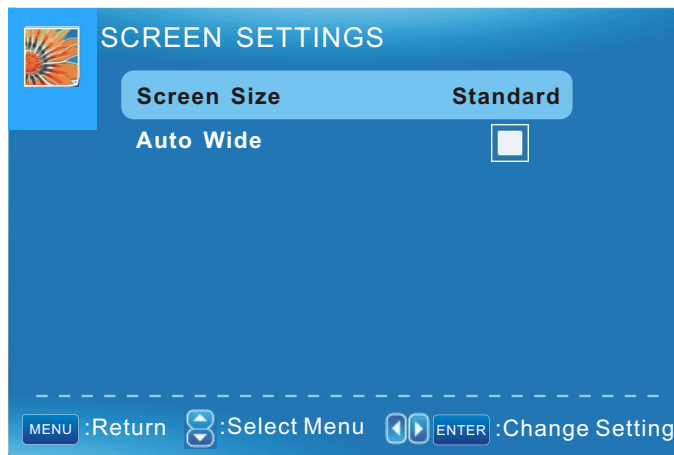 SCREEN SETTINGS
Screen Size Standard
Auto Wide
MENU :Return :Select Menu ENTER :Change Setting